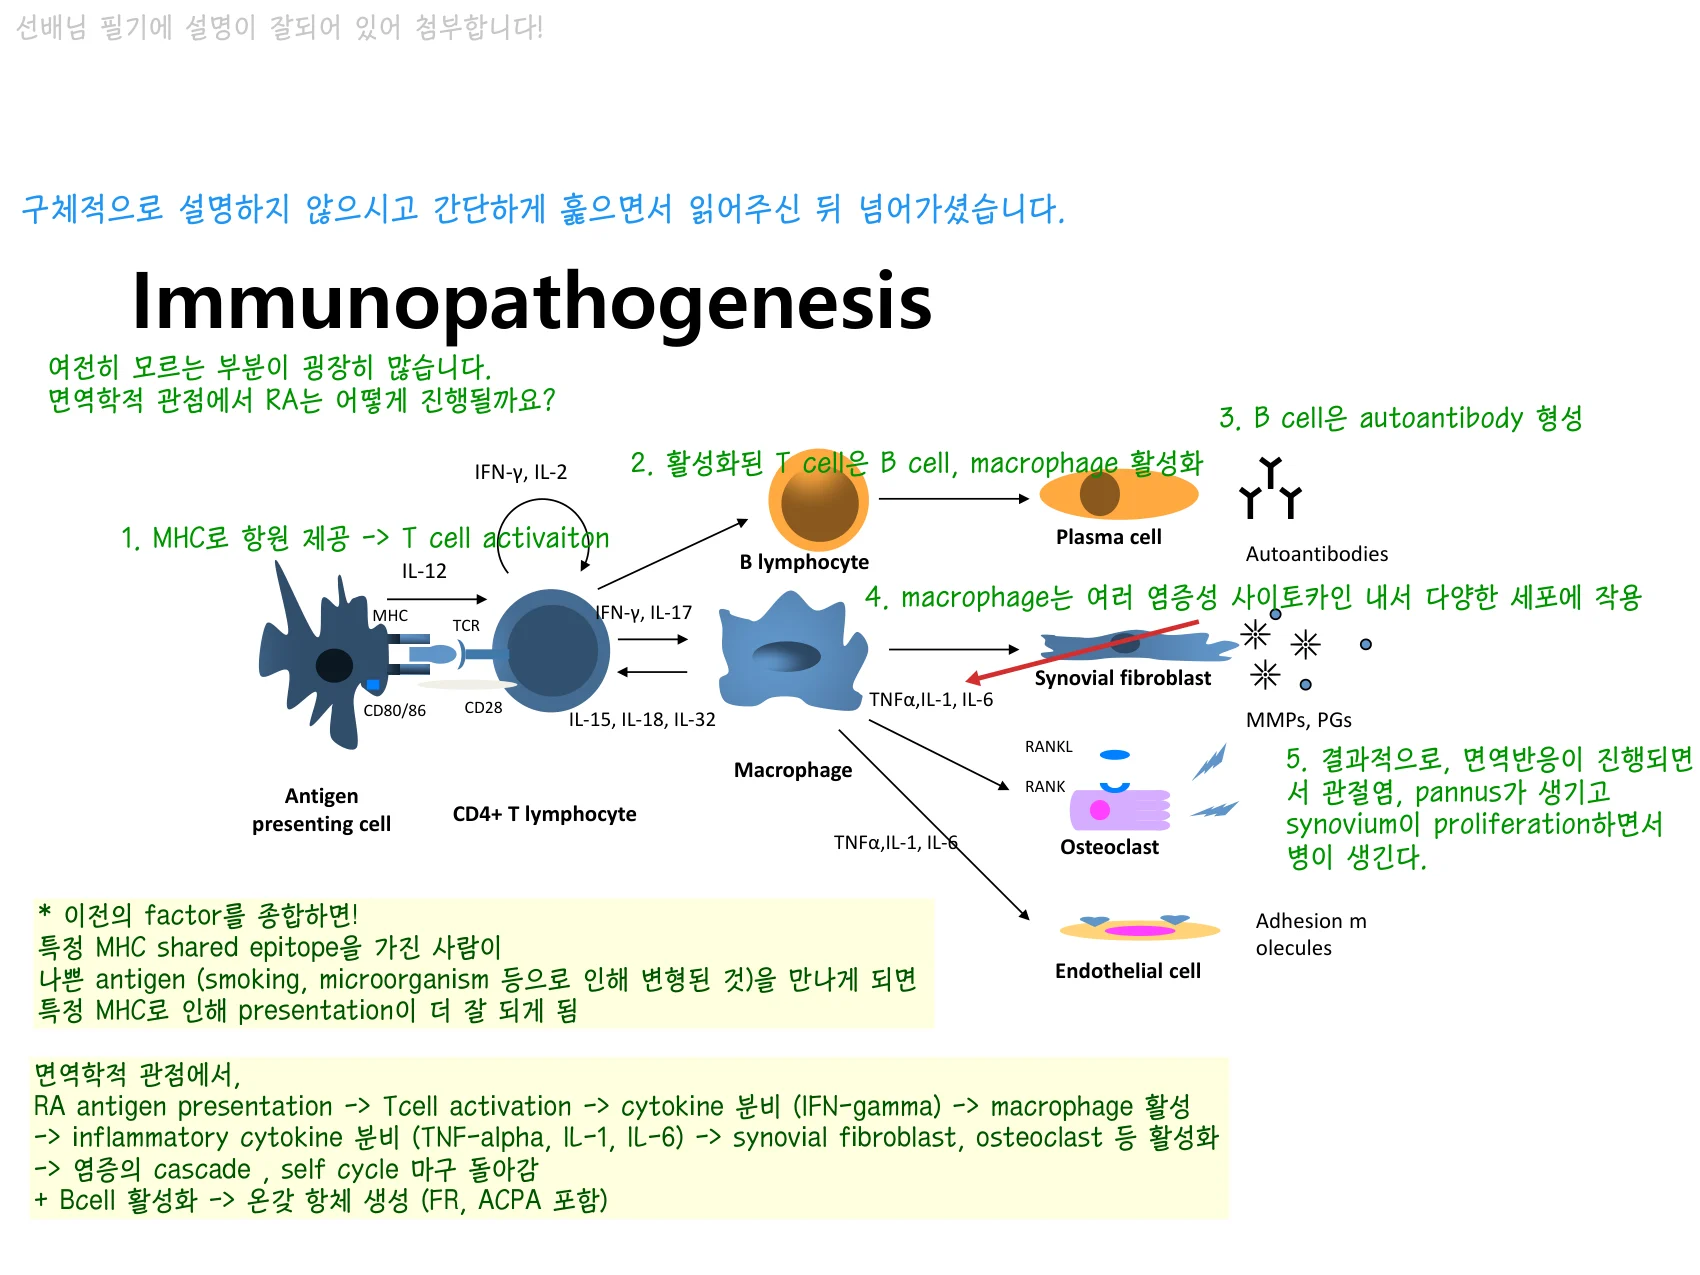 선배님 필기에 설명이 잘되어 있어 첨부합니다!
구체적으로 설명하지 않으시고 간단하게 훑으면서 읽어주신 뒤 넘어가셨습니다.
Immunopathogenesis
여전히 모르는 부분이 굉장히 많습니다.
면역학적 관점에서 RA는 어떻게 진행될까요?
3. B cell은 autoantibody 형성
IFN-γ, IL-2
2. 활성화된 T cell은 B cell, macrophage 활성화
1. MHC로 항원 제공 -> T cell activaiton
B lymphocyte
Plasma cell
Autoantibodies
IL-12
MHC
TCR
CD80/86
CD28
IFN-γ, IL-17
IL-15, IL-18, IL-32
4. macrophage는 여러 염증성 사이토카인 내서 다양한 세포에 작용
Synovial fibroblast
TNFα,IL-1, IL-6
MMPs, PGs
Macrophage
Antigen
presenting cell
CD4+ T lymphocyte
RANKL
RANK
Osteoclast
TNFα,IL-1, IL-6
5. 결과적으로, 면역반응이 진행되면
서 관절염, pannus가 생기고
synovium이 proliferation하면서
병이 생긴다.
Endothelial cell
Adhesion m
olecules
* 이전의 factor를 종합하면!
특정 MHC shared epitope을 가진 사람이
나쁜 antigen (smoking, microorganism 등으로 인해 변형된 것)을 만나게 되면
특정 MHC로 인해 presentation이 더 잘 되게 됨
면역학적 관점에서,
RA antigen presentation -> Tcell activation -> cytokine 분비 (IFN-gamma) -> macrophage 활성
-> inflammatory cytokine 분비 (TNF-alpha, IL-1, IL-6) -> synovial fibroblast, osteoclast 등 활성화
-> 염증의 cascade , self cycle 마구 돌아감
+ Bcell 활성화 -> 온갖 항체 생성 (FR, ACPA 포함)